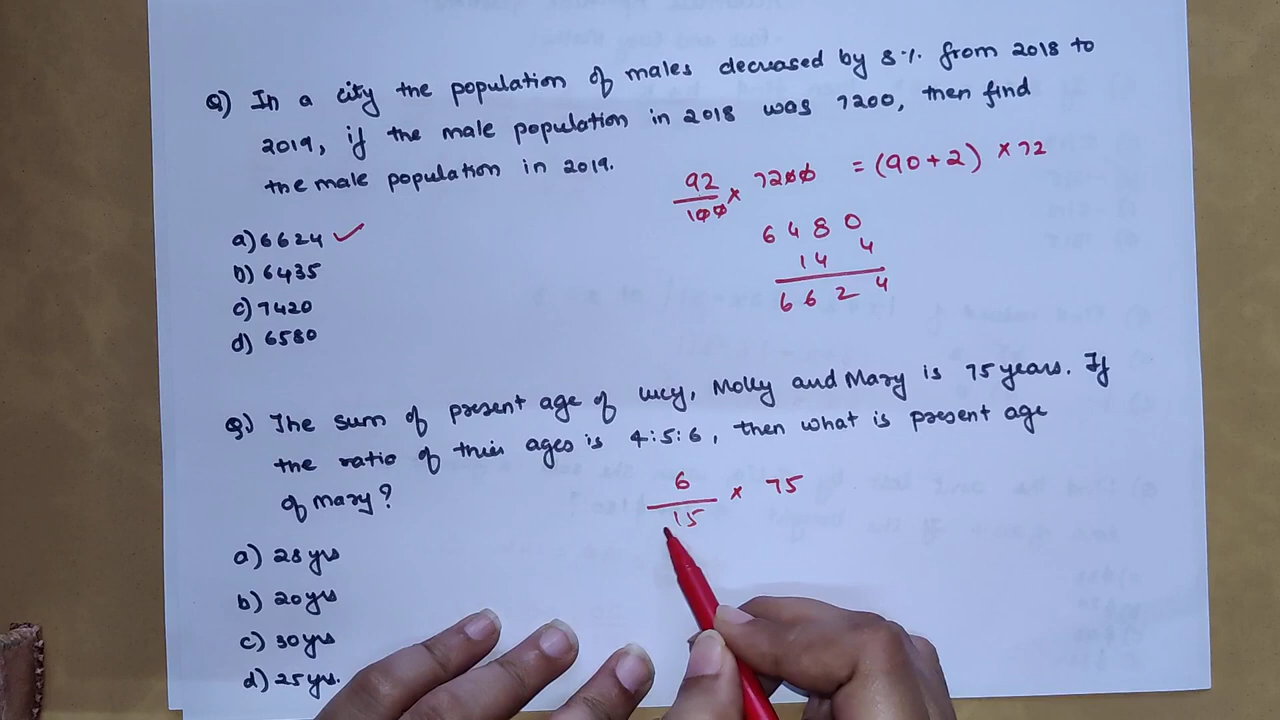 Q) In a city the population of males decreased by 8%. from 2018 to
2019, if the male population in 2018 was 7200, then find
the male population in 2019.
92/100 × 7200 = (90+2) × 72
6480
14 4
6624
a) 6624 ✓
b) 6435
c) 7420
d) 6580
Q) The sum of present age of Lucy, Molly and Mary is 75 years. If
the ratio of their ages is 4:5:6, then what is present age
of mary?
6/15 × 75
a) 28 yrs
b) 20 yrs
c) 30 yrs
d) 25 yrs.